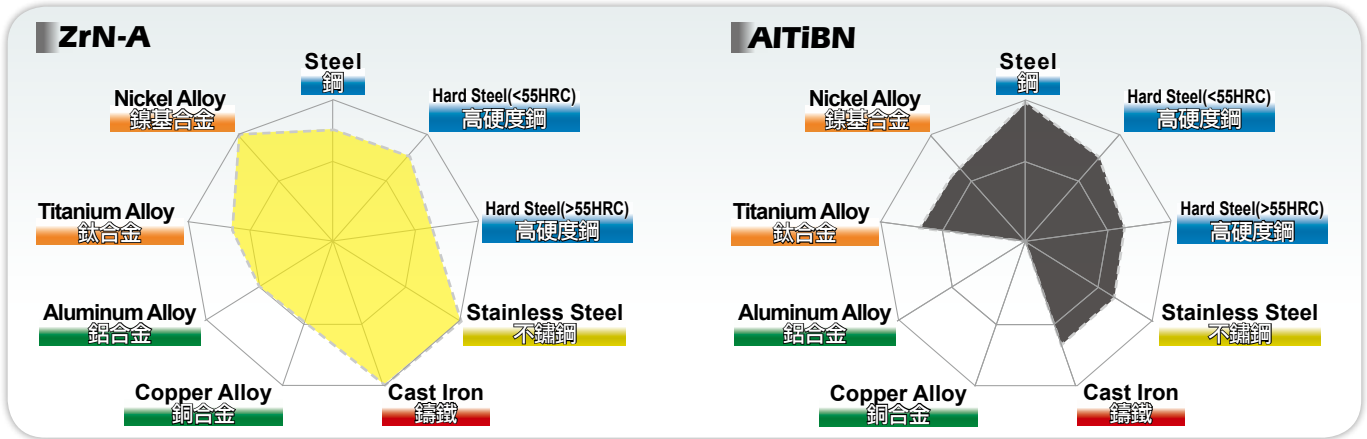 ZrN-A
Steel
鋼
Hard Steel(<55HRC)
高硬度鋼
Hard Steel(>55HRC)
高硬度鋼
Stainless Steel
不鏽鋼
Cast Iron
鑄鐵
Copper Alloy
銅合金
Aluminum Alloy
鋁合金
Titanium Alloy
鈦合金
Nickel Alloy
鎳基合金
AlTiBN
Steel
鋼
Hard Steel(<55HRC)
高硬度鋼
Hard Steel(>55HRC)
高硬度鋼
Stainless Steel
不鏽鋼
Cast Iron
鑄鐵
Copper Alloy
銅合金
Aluminum Alloy
鋁合金
Titanium Alloy
鈦合金
Nickel Alloy
鎳基合金